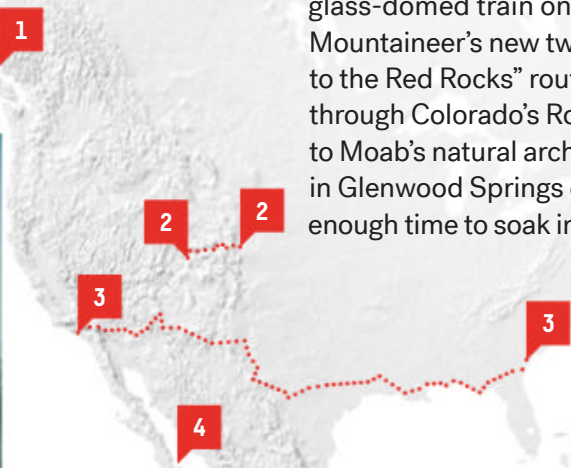 glass-domed train on
Mountaineer’s new tw
to the Red Rocks” rout
through Colorado’s Ro
to Moab’s natural arch
in Glenwood Springs
enough time to soak in
1
2
2
3
3
4